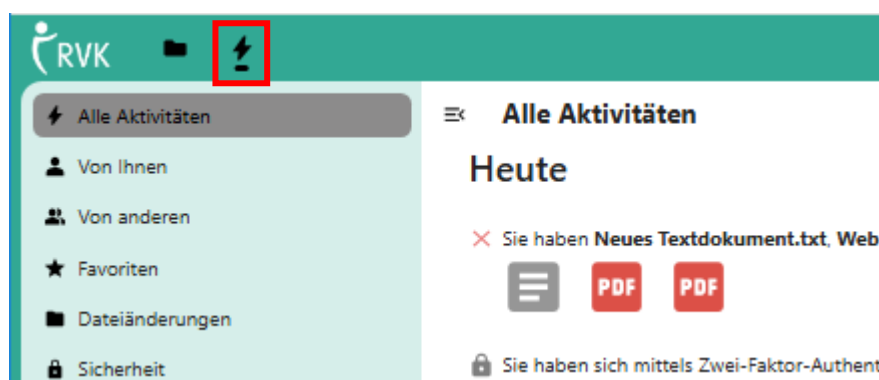 RVK
Alle Aktivitäten
Von Ihnen
Von anderen
Favoriten
Dateiänderungen
Sicherheit
Alle Aktivitäten
Heute
Sie haben Neues Textdokument.txt, Web
PDF PDF
Sie haben sich mittels Zwei-Faktor-Authent